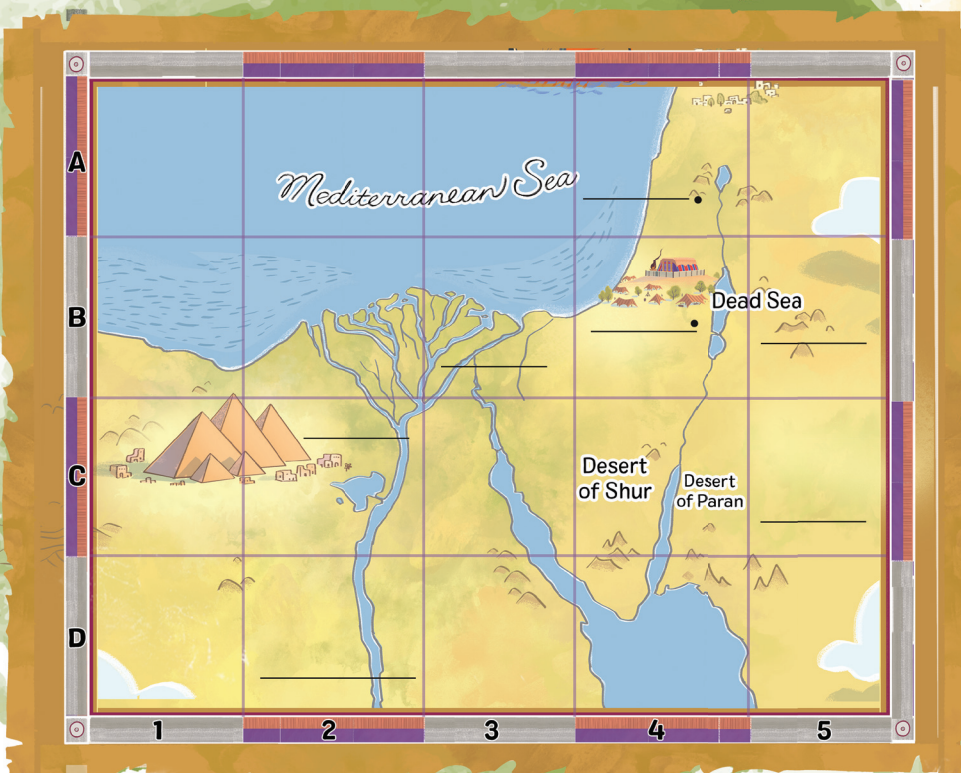 A
Mediterranean Sea
B
Dead Sea
C
Desert
of Shur
Desert
of Paran
D
1
2
3
4
5